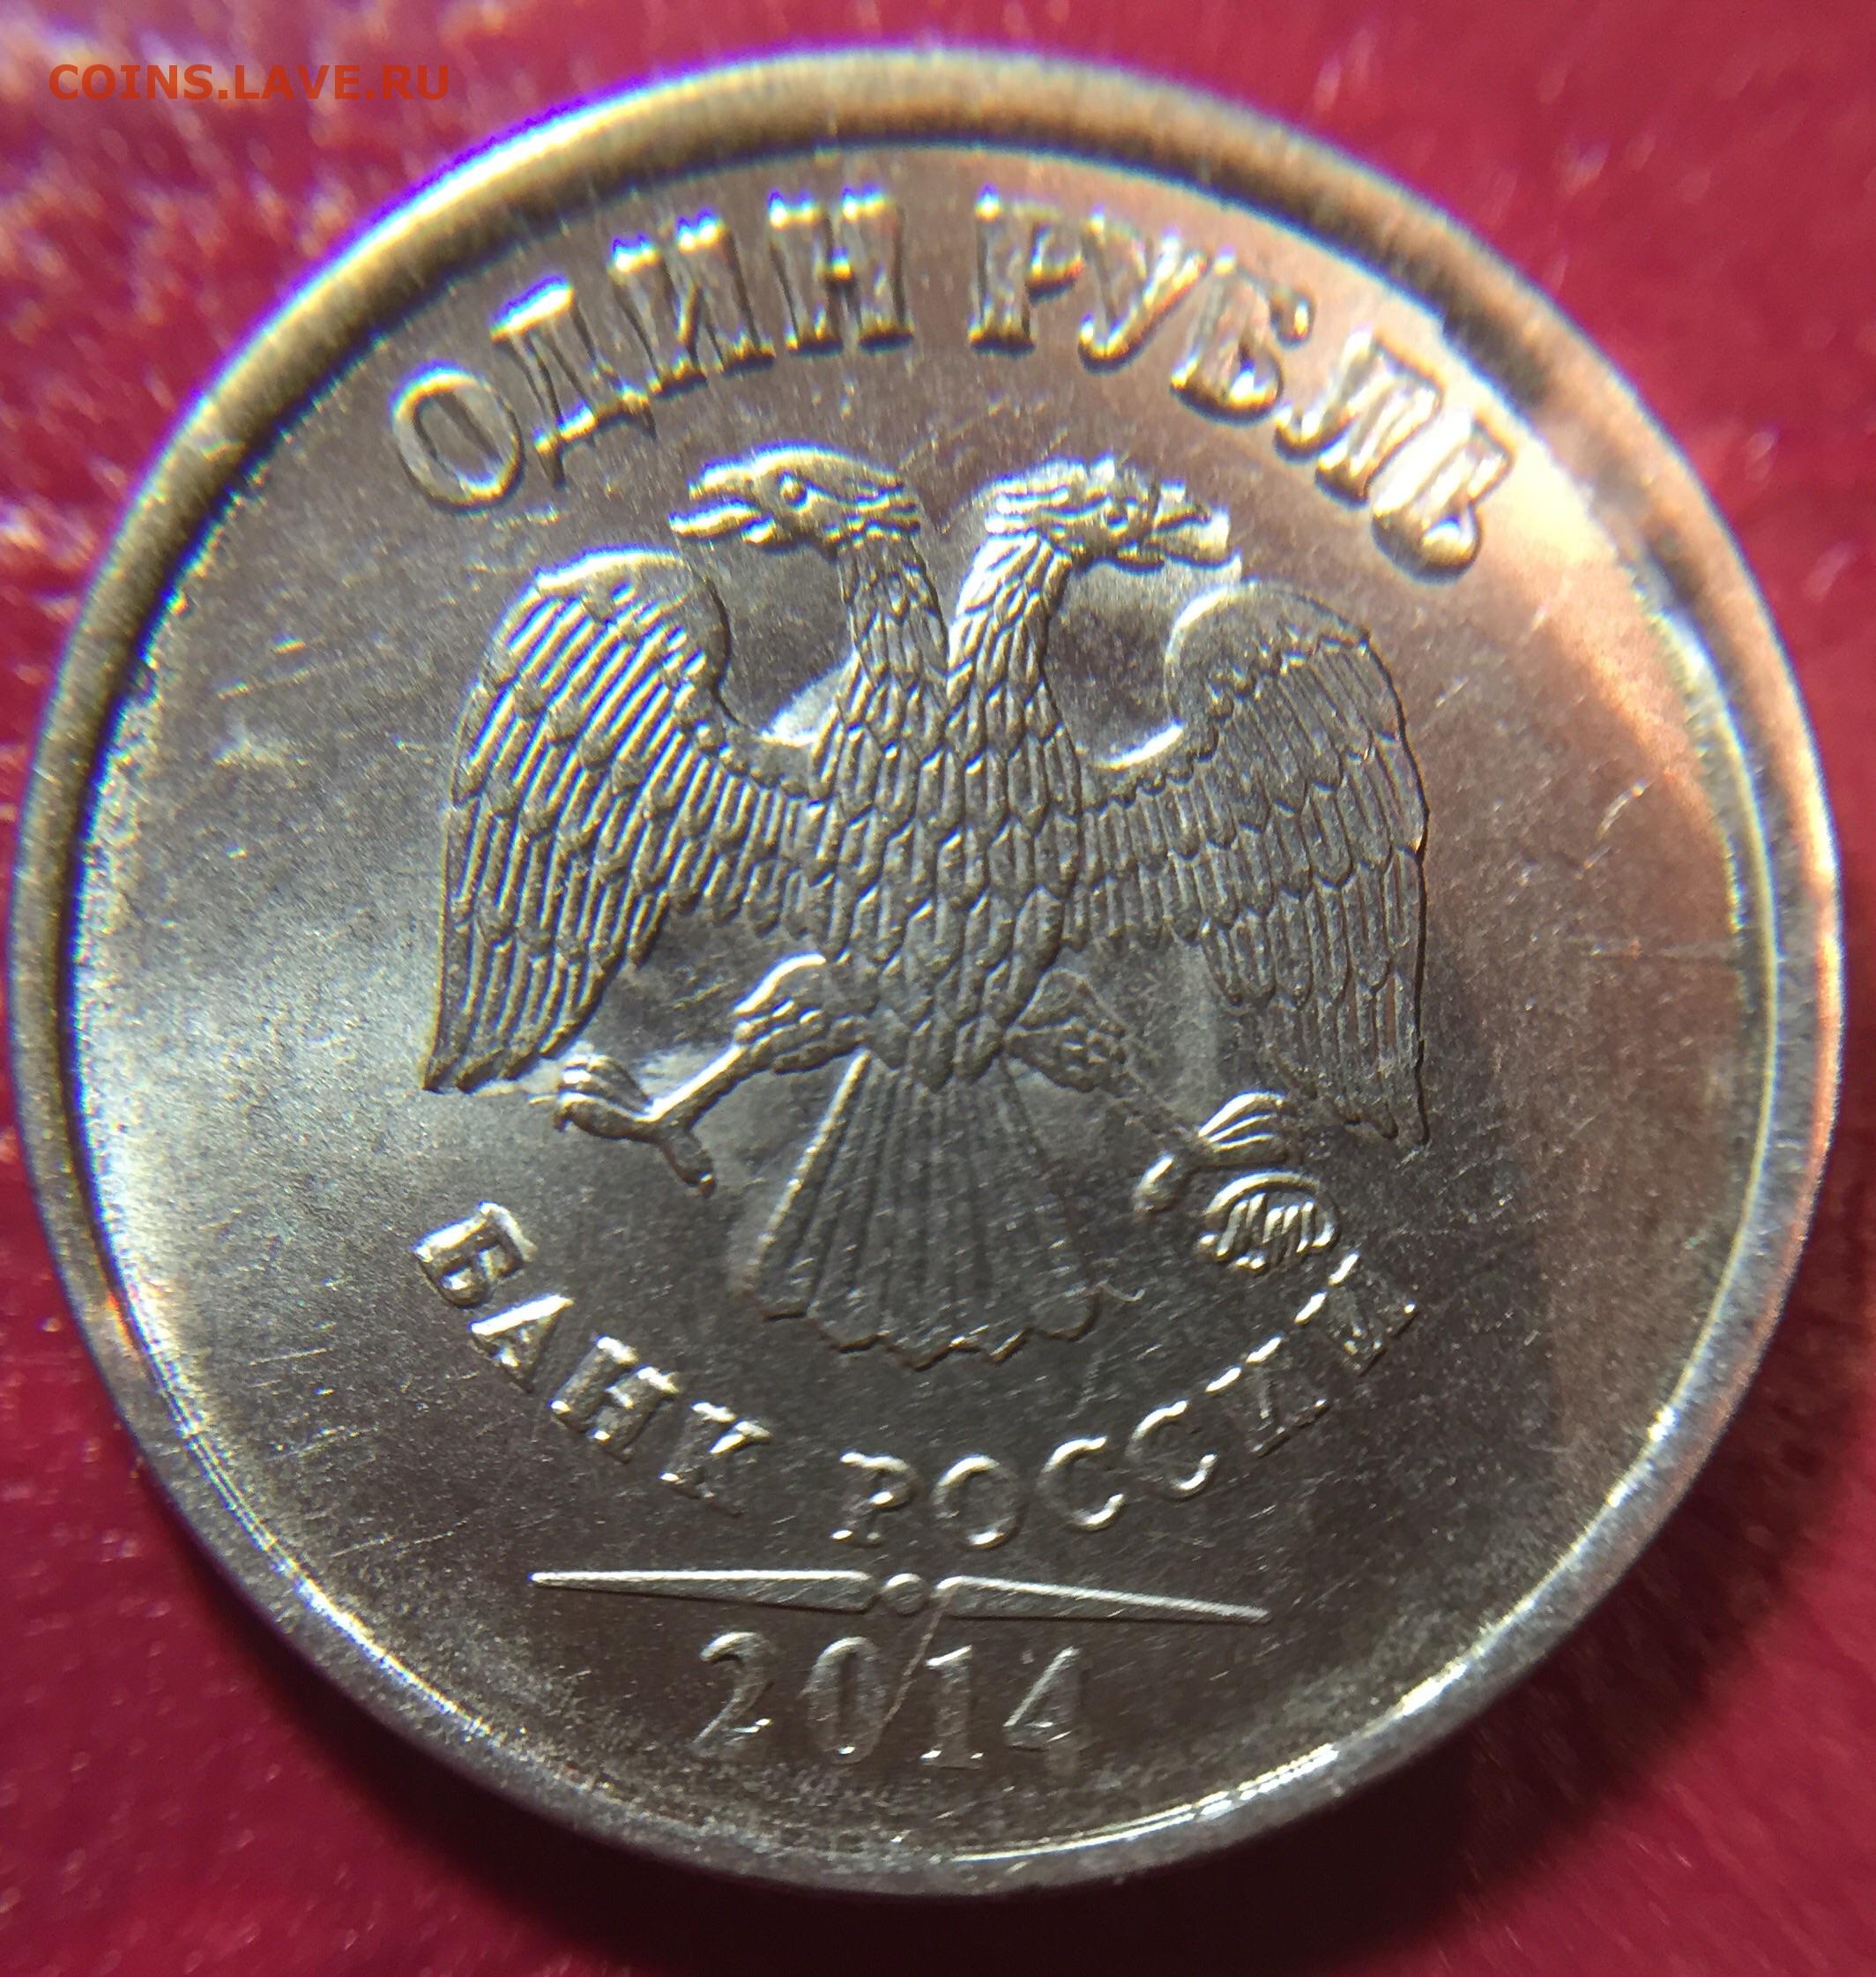 COINS.LAVE.RU
ОДИН РУБЛЬ
БАНК РОССИИ
2014